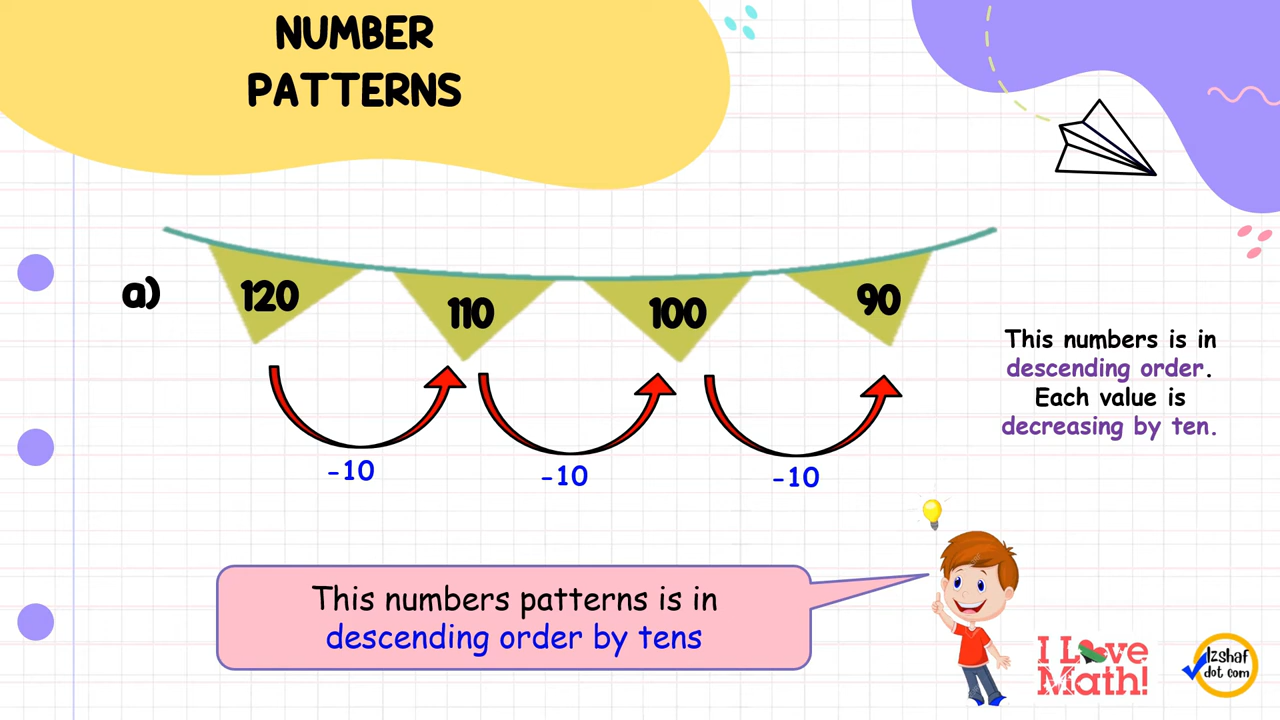 NUMBER
PATTERNS
a)
120
110
100
90
-10
-10
-10
This numbers is in
descending order.
Each value is
decreasing by ten.
This numbers patterns is in
descending order by tens
I Love
Math!
Izshaf
dot com